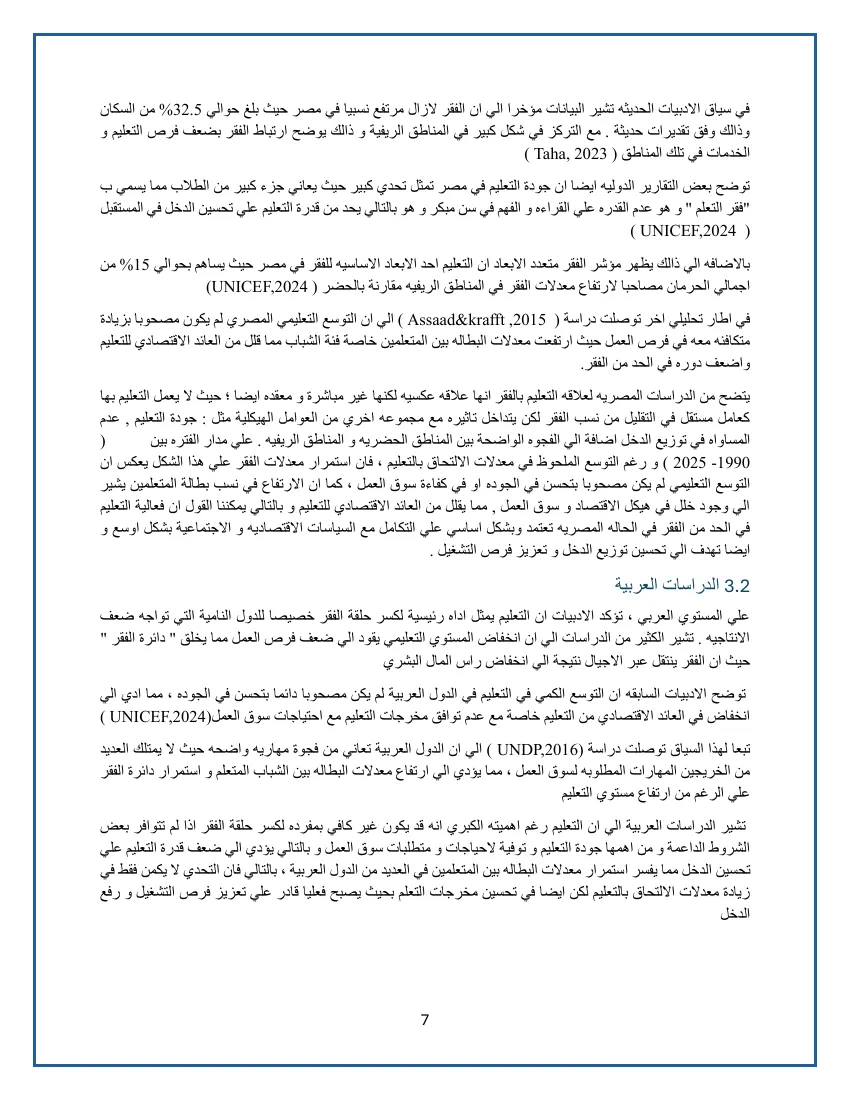 في سياق الادبيات الحديثه تشير البيانات مؤخرا الي ان الفقر لازال مرتفع نسبيا في مصر حيث بلغ حوالي 32.5% من السكان
وذالك وفق تقديرات حديثة . مع التركز في شكل كبير في المناطق الريفية و ذالك يوضح ارتباط الفقر بضعف فرص التعليم و
الخدمات في تلك المناطق ( Taha, 2023 )
توضح بعض التقارير الدوليه ايضا ان جودة التعليم في مصر تمثل تحدي كبير حيث يعاني جزء كبير من الطلاب مما يسمي ب
"فقر التعلم " و هو عدم القدره علي القراءه و الفهم في سن مبكر و هو بالتالي يحد من قدرة التعليم علي تحسين الدخل في المستقبل
( UNICEF,2024 )
بالاضافه الي ذالك يظهر مؤشر الفقر متعدد الابعاد ان التعليم احد الابعاد الاساسيه للفقر في مصر حيث يساهم بحوالي 15% من
اجمالي الحرمان مصاحبا لارتفاع معدلات الفقر في المناطق الريفيه مقارنة بالحضر ( UNICEF,2024)
في اطار تحليلي اخر توصلت دراسة ( Assaad&krafft ,2015 ) الي ان التوسع التعليمي المصري لم يكون مصحوبا بزيادة
متكافئه معه في فرص العمل حيث ارتفعت معدلات البطاله بين المتعلمين خاصة فئة الشباب مما قلل من العائد الاقتصادي للتعليم
واضعف دوره في الحد من الفقر.
يتضح من الدراسات المصريه لعلاقه التعليم بالفقر انها علاقه عكسيه لكنها غير مباشرة و معقده ايضا ؛ حيث لا يعمل التعليم بها
كعامل مستقل في التقليل من نسب الفقر لكن يتداخل تاثيره مع مجموعه اخري من العوامل الهيكلية مثل : جودة التعليم , عدم
المساواه في توزيع الدخل اضافة الي الفجوه الواضحة بين المناطق الحضريه و المناطق الريفيه . علي مدار الفتره بين (
1990- 2025 ) و رغم التوسع الملحوظ في معدلات الالتحاق بالتعليم ، فان استمرار معدلات الفقر علي هذا الشكل يعكس ان
التوسع التعليمي لم يكن مصحوبا بتحسن في الجوده او في كفاءة سوق العمل ، كما ان الارتفاع في نسب بطالة المتعلمين يشير
الي وجود خلل في هيكل الاقتصاد و سوق العمل , مما يقلل من العائد الاقتصادي للتعليم و بالتالي يمكننا القول ان فعالية التعليم
في الحد من الفقر في الحاله المصريه تعتمد وبشكل اساسي علي التكامل مع السياسات الاقتصاديه و الاجتماعية بشكل اوسع و
ايضا تهدف الي تحسين توزيع الدخل و تعزيز فرص التشغيل .
3.2 الدراسات العربية
علي المستوي العربي ، تؤكد الادبيات ان التعليم يمثل اداه رئيسية لكسر حلقة الفقر خصيصا للدول النامية التي تواجه ضعف
الانتاجيه . تشير الكثير من الدراسات الي ان انخفاض المستوي التعليمي يقود الي ضعف فرص العمل مما يخلق " دائرة الفقر "
حيث ان الفقر ينتقل عبر الاجيال نتيجة الي انخفاض راس المال البشري
توضح الادبيات السابقه ان التوسع الكمي في التعليم في الدول العربية لم يكن مصحوبا دائما بتحسن في الجوده ، مما ادي الي
انخفاض في العائد الاقتصادي من التعليم خاصة مع عدم توافق مخرجات التعليم مع احتياجات سوق العمل(UNICEF,2024 )
تبعا لهذا السياق توصلت دراسة (UNDP,2016 ) الي ان الدول العربية تعاني من فجوة مهاريه واضحه حيث لا يمتلك العديد
من الخريجين المهارات المطلوبه لسوق العمل ، مما يؤدي الي ارتفاع معدلات البطاله بين الشباب المتعلم و استمرار دائرة الفقر
علي الرغم من ارتفاع مستوي التعليم
تشير الدراسات العربية الي ان التعليم رغم اهميته الكبري انه قد يكون غير كافي بمفرده لكسر حلقة الفقر اذا لم تتوافر بعض
الشروط الداعمة و من اهمها جودة التعليم و توفية لاحياجات و متطلبات سوق العمل و بالتالي يؤدي الي ضعف قدرة التعليم علي
تحسين الدخل مما يفسر استمرار معدلات البطاله بين المتعلمين في العديد من الدول العربية ، بالتالي فان التحدي لا يكمن فقط في
زيادة معدلات الالتحاق بالتعليم لكن ايضا في تحسين مخرجات التعلم بحيث يصبح فعليا قادر علي تعزيز فرص التشغيل و رفع
الدخل
7